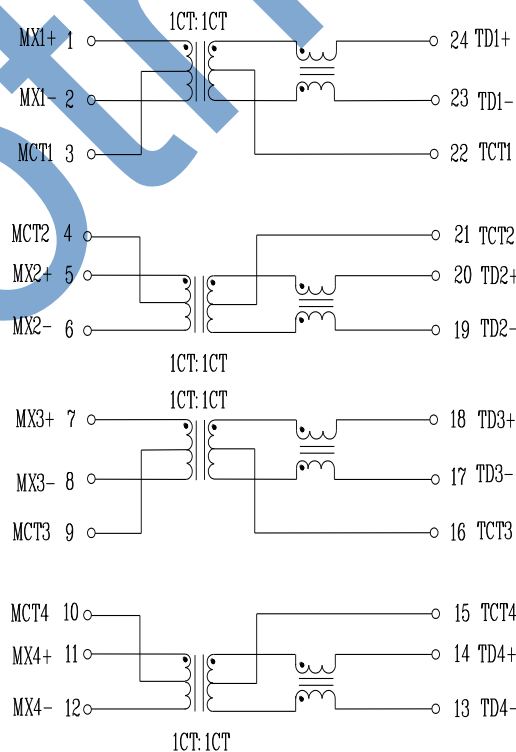 1CT:1CT
MX1+ 1 24 TD1+
MX1- 2 23 TD1-
MCT1 3 22 TCT1
MCT2 4 21 TCT2
MX2+ 5 20 TD2+
MX2- 6 19 TD2-
1CT:1CT
1CT:1CT
MX3+ 7 18 TD3+
MX3- 8 17 TD3-
MCT3 9 16 TCT3
MCT4 10 15 TCT4
MX4+ 11 14 TD4+
MX4- 12 13 TD4-
1CT:1CT